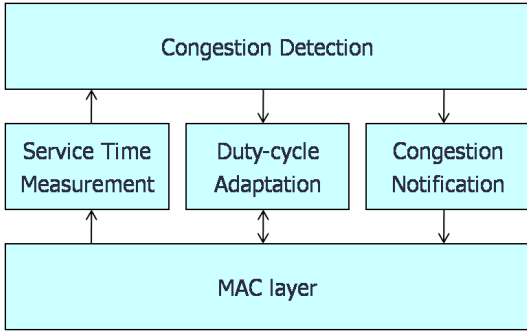 Congestion Detection
Service Time
Measurement
Duty-cycle
Adaptation
Congestion
Notification
MAC layer